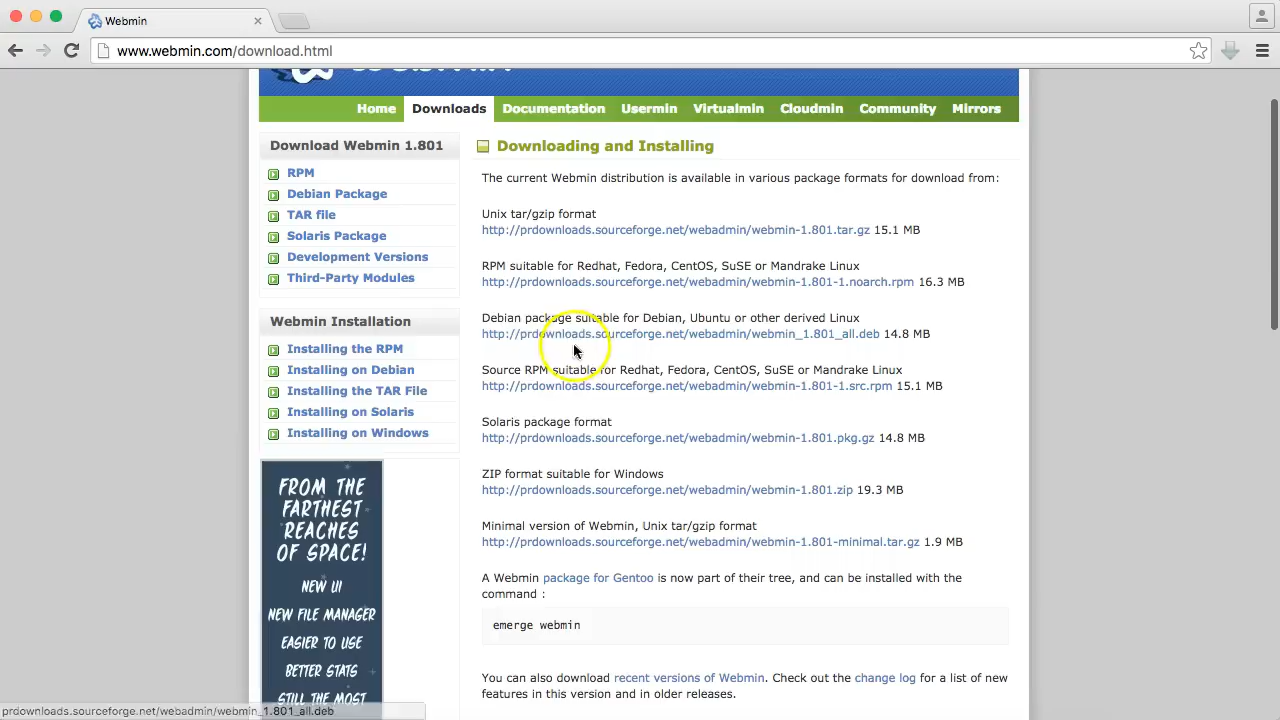 Webmin
www.webmin.com/download.html
Home Downloads Documentation Usermin Virtualmin Cloudmin Community Mirrors
Download Webmin 1.801
RPM
Debian Package
TAR file
Solaris Package
Development Versions
Third-Party Modules
Webmin Installation
Installing the RPM
Installing on Debian
Installing the TAR File
Installing on Solaris
Installing on Windows
FROM THE
FARTHEST
REACHES
OF SPACE!
NEW UI
NEW FILE MANAGER
EASIER TO USE
BETTER STATS
STILL THE MOST
Downloading and Installing
The current Webmin distribution is available in various package formats for download from:
Unix tar/gzip format
http://prdownloads.sourceforge.net/webadmin/webmin-1.801.tar.gz 15.1 MB
RPM suitable for Redhat, Fedora, CentOS, SuSE or Mandrake Linux
http://prdownloads.sourceforge.net/webadmin/webmin-1.801-1.noarch.rpm 16.3 MB
Debian package suitable for Debian, Ubuntu or other derived Linux
http://prdownloads.sourceforge.net/webadmin/webmin_1.801_all.deb 14.8 MB
Source RPM suitable for Redhat, Fedora, CentOS, SuSE or Mandrake Linux
http://prdownloads.sourceforge.net/webadmin/webmin-1.801-1.src.rpm 15.1 MB
Solaris package format
http://prdownloads.sourceforge.net/webadmin/webmin-1.801.pkg.gz 14.8 MB
ZIP format suitable for Windows
http://prdownloads.sourceforge.net/webadmin/webmin-1.801.zip 19.3 MB
Minimal version of Webmin, Unix tar/gzip format
http://prdownloads.sourceforge.net/webadmin/webmin-1.801-minimal.tar.gz 1.9 MB
A Webmin package for Gentoo is now part of their tree, and can be installed with the
command :
emerge webmin
You can also download recent versions of Webmin. Check out the change log for a list of new
features in this version and in older releases.
prdownloads.sourceforge.net/webadmin/webmin_1.801_all.deb